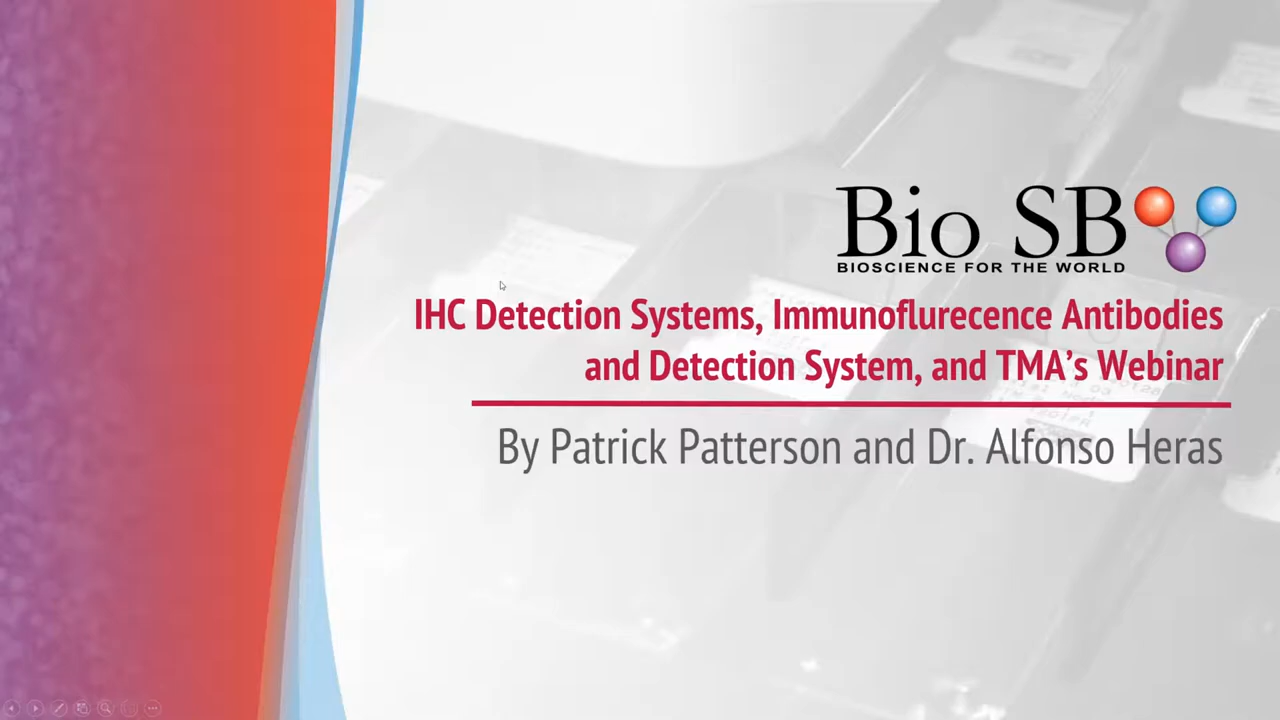 Bio SB
BIOSCIENCE FOR THE WORLD
IHC Detection Systems, Immunoflurecence Antibodies
and Detection System, and TMA's Webinar
By Patrick Patterson and Dr. Alfonso Heras